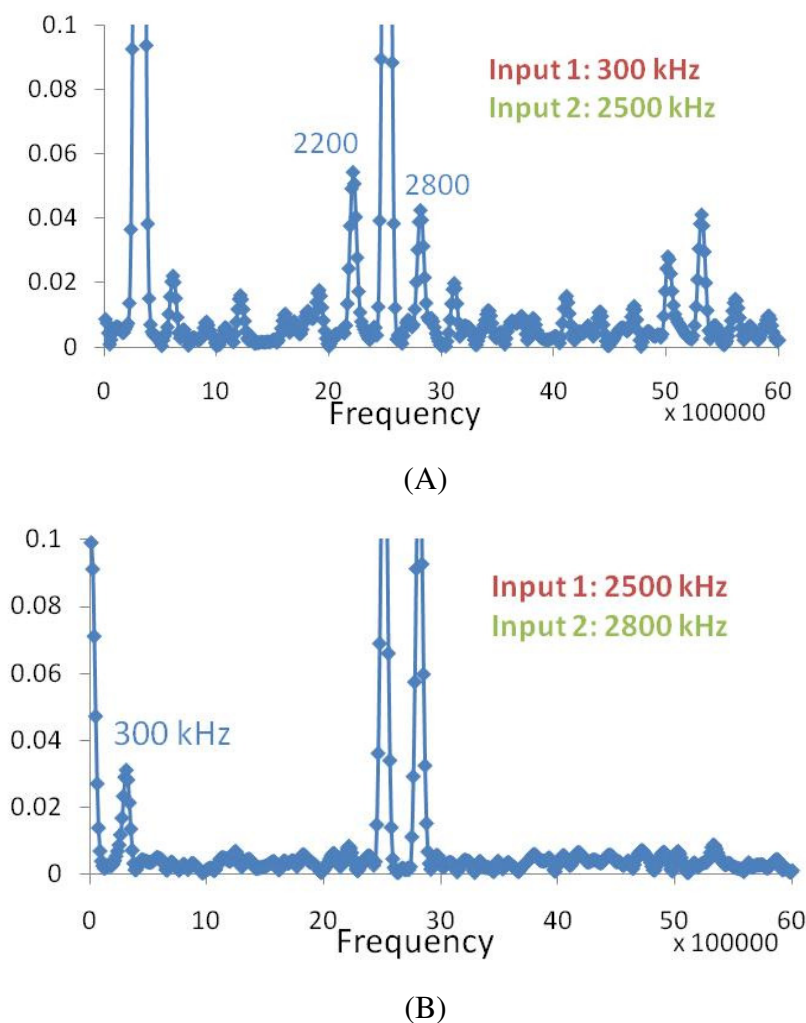 0.1
Input 1: 300 kHz
0.08
Input 2: 2500 kHz
0.06
2200
2800
0.04
0.02
0
0 10 20 30 40 50 60
Frequency x 100000
(A)
0.1
Input 1: 2500 kHz
0.08
Input 2: 2800 kHz
0.06
300 kHz
0.04
0.02
0
0 10 20 30 40 50 60
Frequency x 100000
(B)